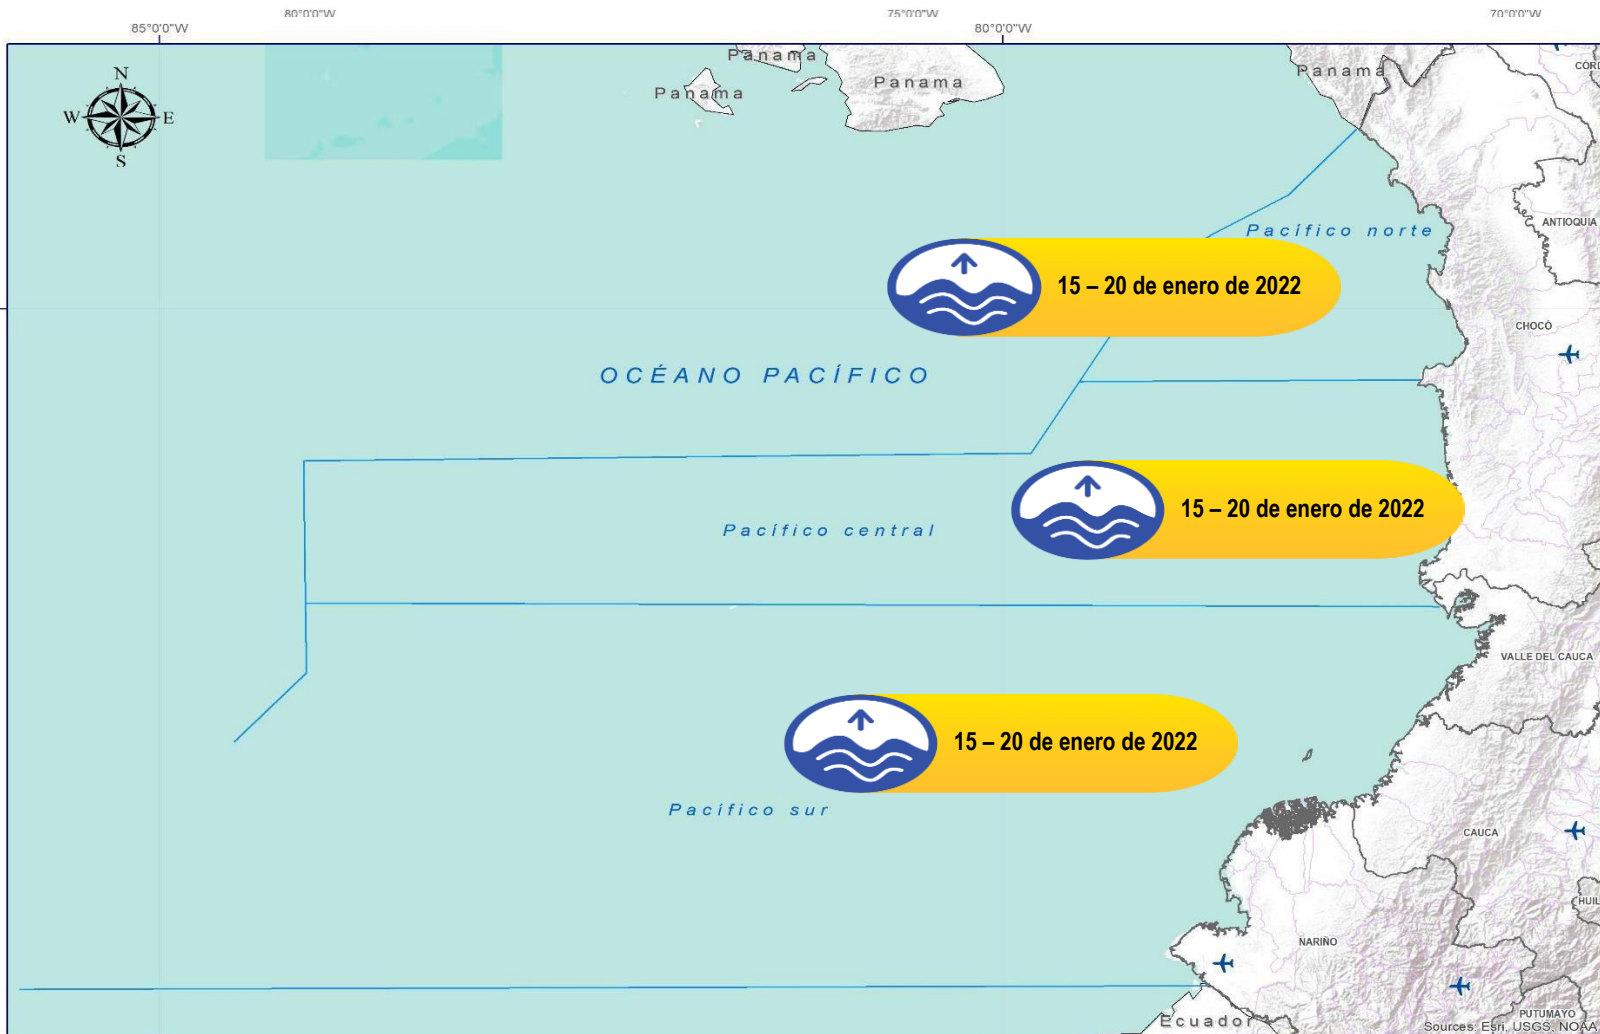 80°0'0"W
75°0'0"W
70°0'0"W
85°0'0"W
80°0'0"W
N
W
E
S
Panama
Panama
Panama
Panama
ANTIOQUIA
Pacífico norte
15 – 20 de enero de 2022
CHOCÓ
OCÉANO PACÍFICO
15 – 20 de enero de 2022
Pacífico central
VALLE DEL CAUCA
15 – 20 de enero de 2022
Pacífico sur
CAUCA
HUIL
NARIÑO
PUTUMAYO
Ecuador
Sources: Esri, USGS, NOAA